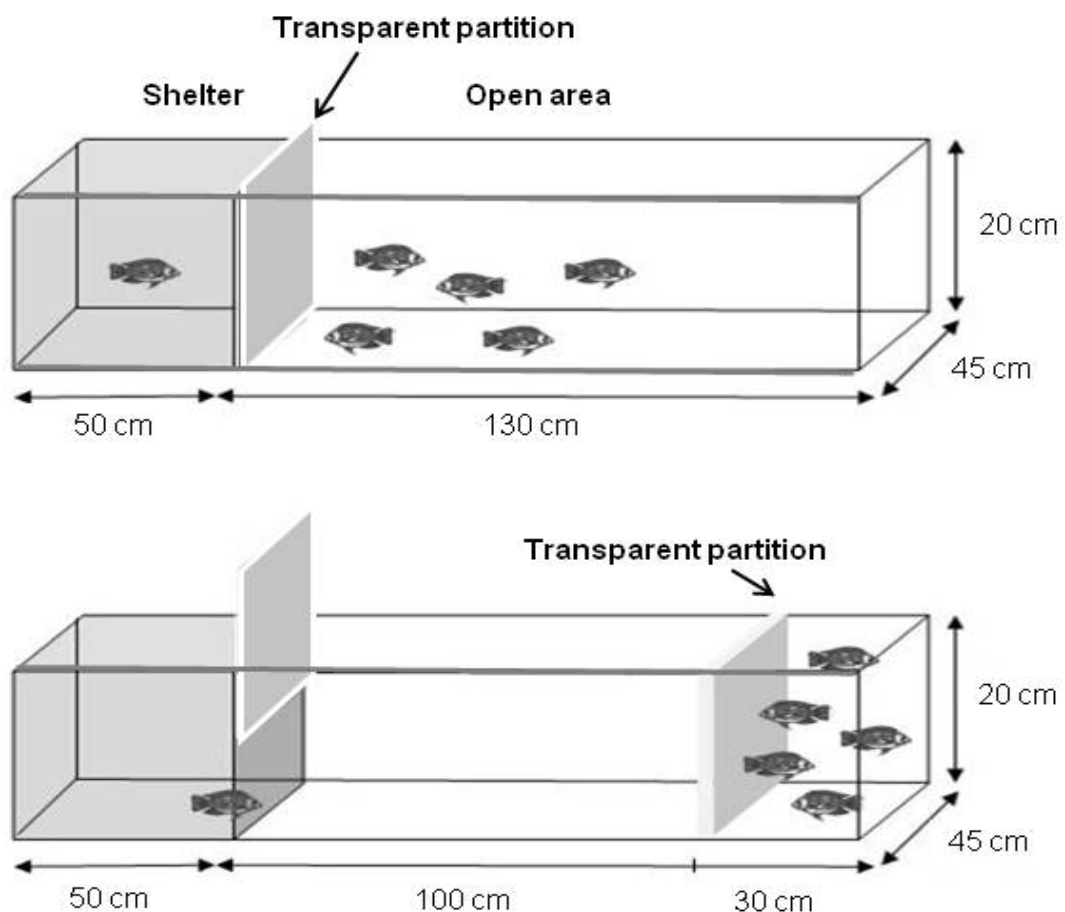 Transparent partition
Shelter
Open area
20 cm
45 cm
50 cm
130 cm
Transparent partition
20 cm
45 cm
50 cm
100 cm
30 cm